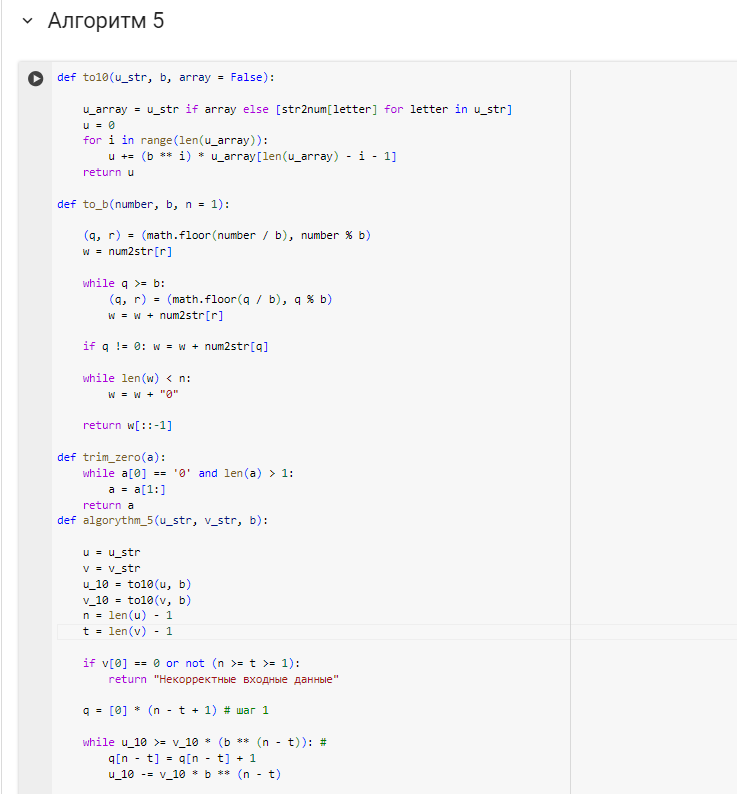 Алгоритм 5
def to10(u_str, b, array = False):
u_array = u_str if array else [str2num[letter] for letter in u_str]
u = 0
for i in range(len(u_array)):
u += (b ** i) * u_array[len(u_array) - i - 1]
return u
def to_b(number, b, n = 1):
(q, r) = (math.floor(number / b), number % b)
w = num2str[r]
while q >= b:
(q, r) = (math.floor(q / b), q % b)
w = w + num2str[r]
if q != 0: w = w + num2str[q]
while len(w) < n:
w = w + "0"
return w[::-1]
def trim_zero(a):
while a[0] == '0' and len(a) > 1:
a = a[1:]
return a
def algorythm_5(u_str, v_str, b):
u = u_str
v = v_str
u_10 = to10(u, b)
v_10 = to10(v, b)
n = len(u) - 1
t = len(v) - 1
if v[0] == 0 or not (n >= t >= 1):
return "Некорректные входные данные"
q = [0] * (n - t + 1) # шаг 1
while u_10 >= v_10 * (b ** (n - t)): #
q[n - t] = q[n - t] + 1
u_10 -= v_10 * b ** (n - t)